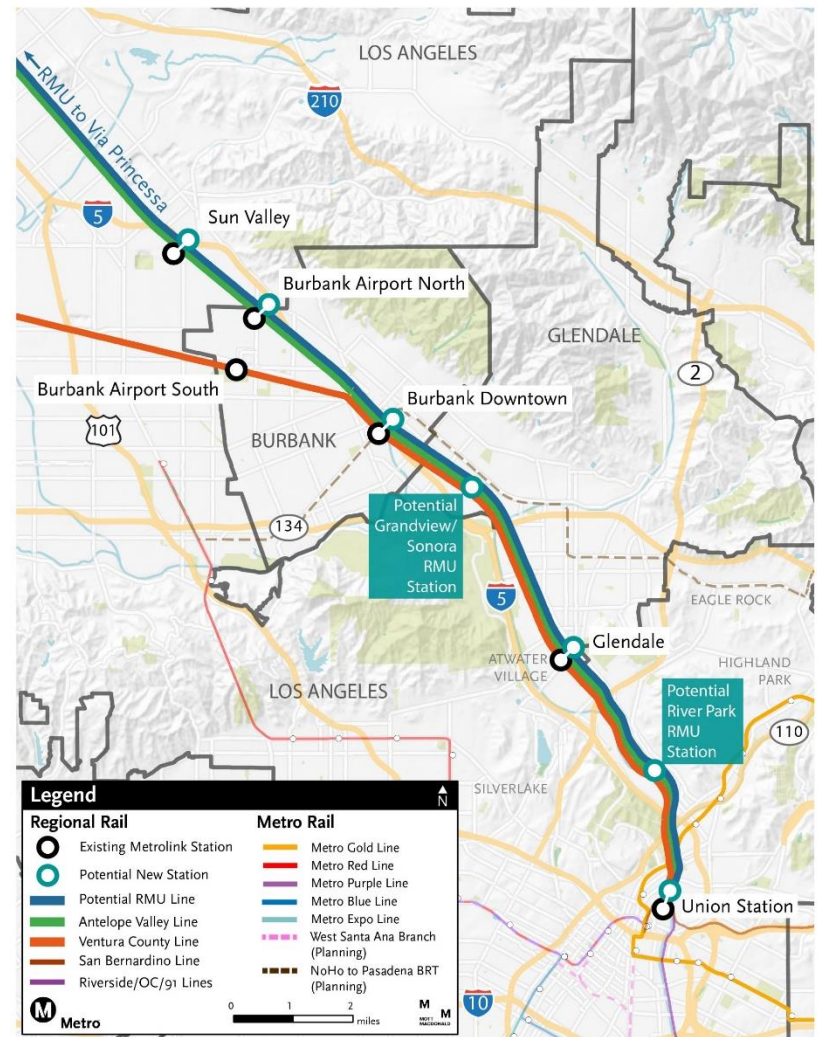 LOS ANGELES
210
RMU to Via Princessa
5
Sun Valley
Burbank Airport North
GLENDALE
2
Burbank Airport South
Burbank Downtown
101
BURBANK
Potential
Grandview/
Sonora
RMU
Station
134
5
EAGLE ROCK
Glendale
ATWATER
VILLAGE
HIGHLAND
PARK
LOS ANGELES
Potential
River Park
RMU
Station
110
SILVERLAKE
Union Station
10
Legend
N
Regional Rail
Existing Metrolink Station
Potential New Station
Potential RMU Line
Antelope Valley Line
Ventura County Line
San Bernardino Line
Riverside/OC/91 Lines
Metro Rail
Metro Gold Line
Metro Red Line
Metro Purple Line
Metro Blue Line
Metro Expo Line
West Santa Ana Branch
(Planning)
NoHo to Pasadena BRT
(Planning)
M Metro
0 1 2
miles
M
M
MOTT
MACDONALD